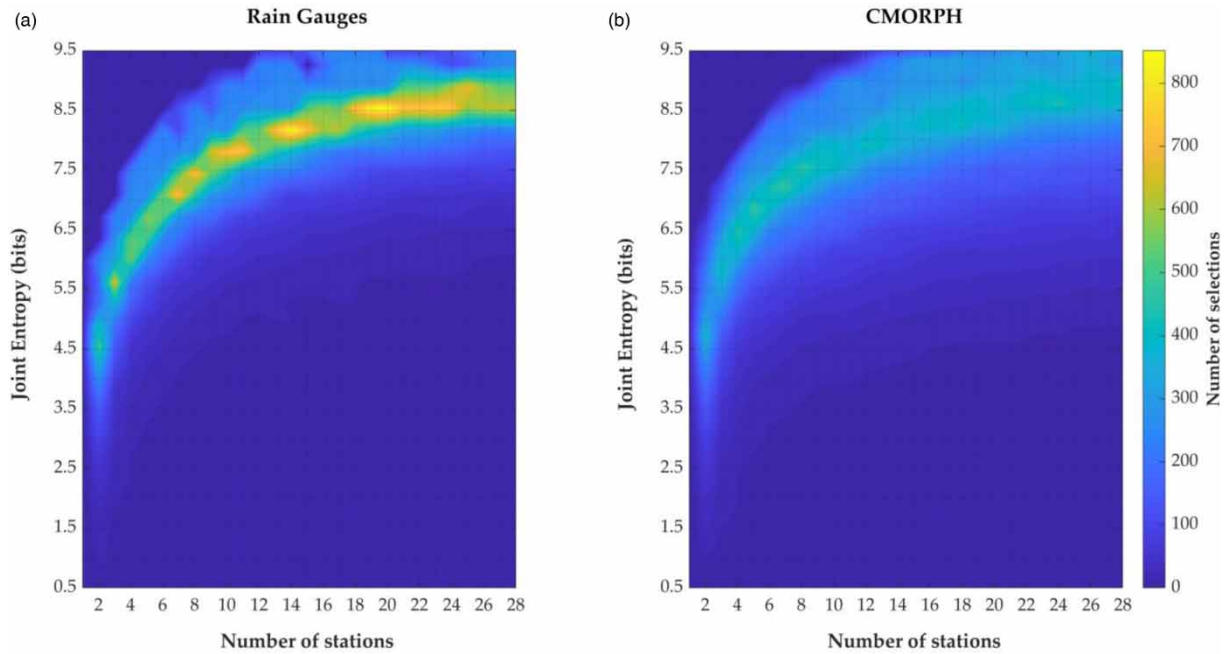 (a)
Rain Gauges
9.5
8.5
7.5
6.5
5.5
4.5
3.5
2.5
1.5
0.5
Joint Entropy (bits)
2 4 6 8 10 12 14 16 18 20 22 24 26 28
Number of stations
(b)
CMORPH
9.5
8.5
7.5
6.5
5.5
4.5
3.5
2.5
1.5
0.5
Joint Entropy (bits)
2 4 6 8 10 12 14 16 18 20 22 24 26 28
Number of stations
800
700
600
500
400
300
200
100
0
Number of selections